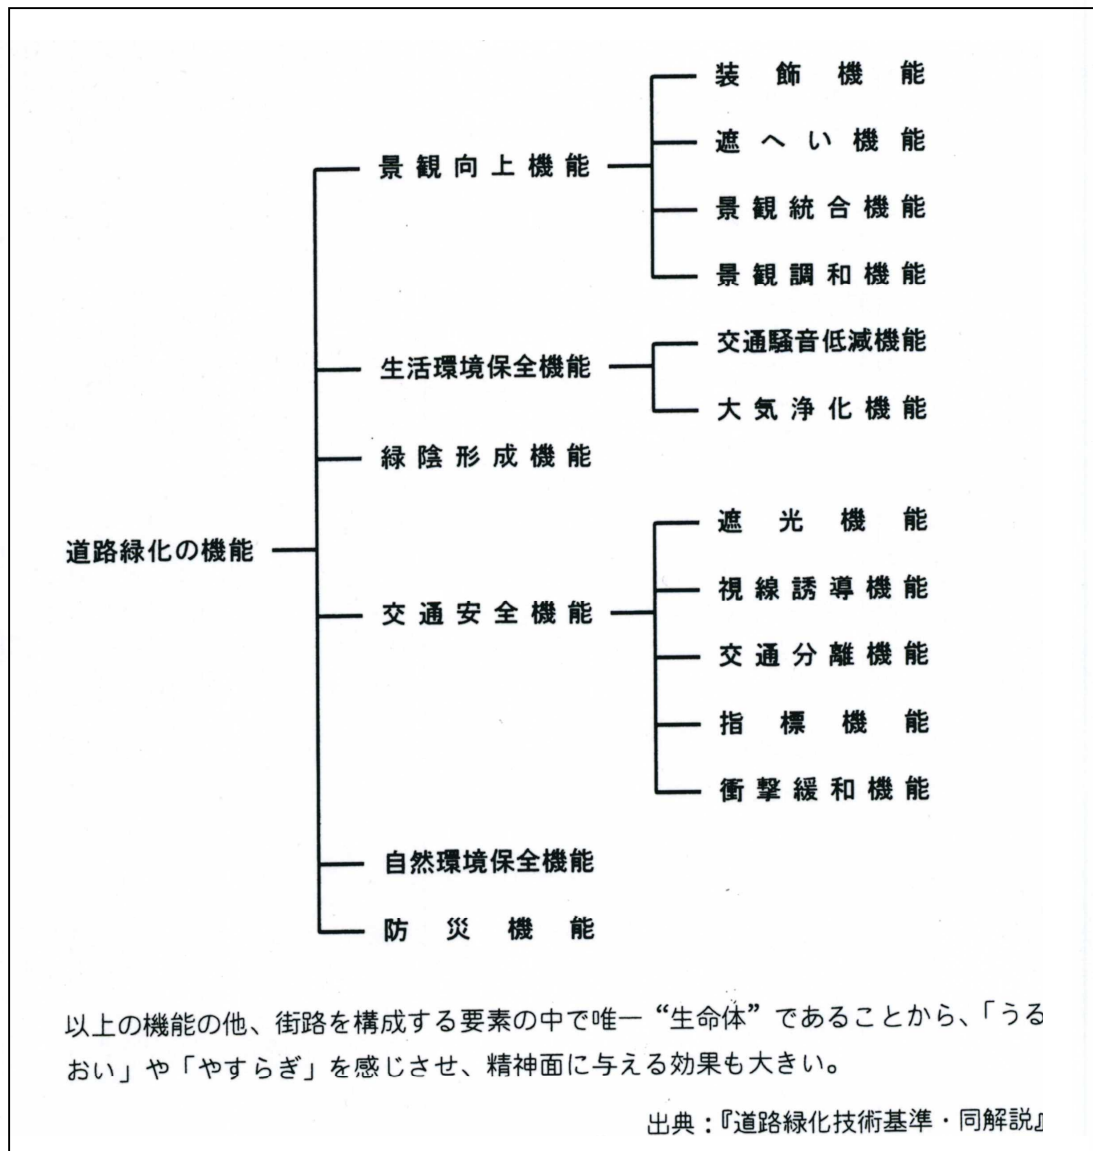 装飾機能
遮へい機能
景観向上機能
景観統合機能
景観調和機能
交通騒音低減機能
生活環境保全機能
大気浄化機能
緑陰形成機能
遮光機能
道路緑化の機能
視線誘導機能
交通安全機能
交通分離機能
指標機能
衝撃緩和機能
自然環境保全機能
防災機能
以上の機能の他、街路を構成する要素の中で唯一“生命体”であることから、「うる
おい」や「やすらぎ」を感じさせ、精神面に与える効果も大きい。
出典：『道路緑化技術基準・同解説』